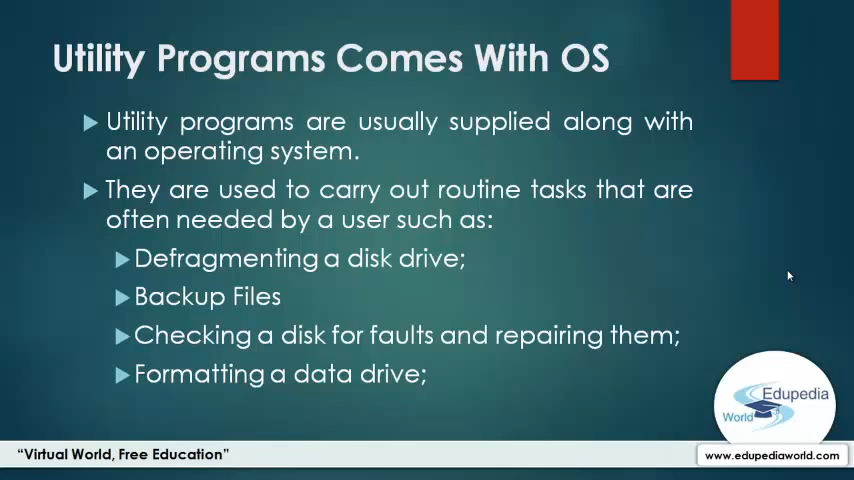 Utility Programs Comes With OS
Utility programs are usually supplied along with
an operating system.
They are used to carry out routine tasks that are
often needed by a user such as:
Defragmenting a disk drive;
Backup Files
Checking a disk for faults and repairing them;
Formatting a data drive;
Edupedia
World
“Virtual World, Free Education”
www.edupediaworld.com